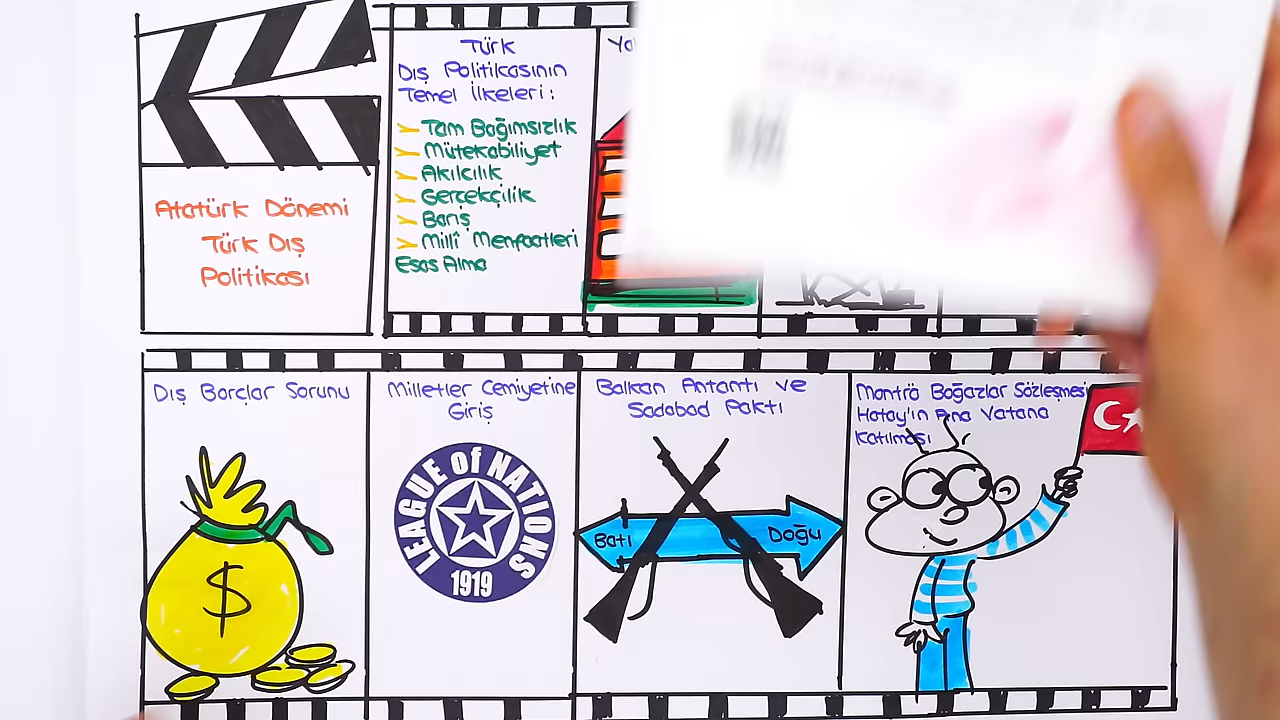 Atatürk Dönemi
Türk Dış
Politikası
Türk
Dış Politikasının
Temel İlkeleri:
Tam Bağımsızlık
Mütekabiliyet
Akılcılık
Gerçekçilik
Barış
Millî Menfaatleri
Esas Alma
Dış Borçlar Sorunu
$
Milletler Cemiyetine
Giriş
LEAGUE of NATIONS
1919
Balkan Antantı ve
Sadabad Paktı
Batı
Doğu
Montrö Boğazlar Sözleşmesi
Hatay'ın Ana Vatana
Katılması